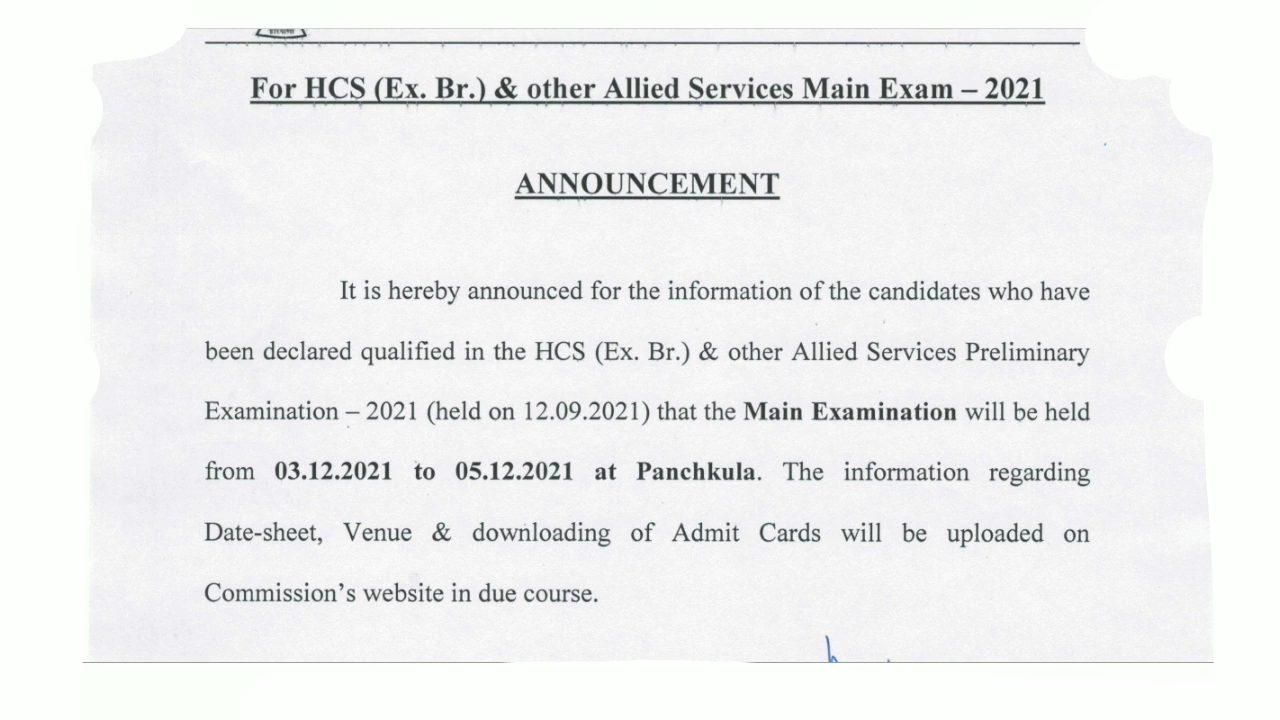 For HCS (Ex. Br.) & other Allied Services Main Exam – 2021
ANNOUNCEMENT
It is hereby announced for the information of the candidates who have
been declared qualified in the HCS (Ex. Br.) & other Allied Services Preliminary
Examination – 2021 (held on 12.09.2021) that the Main Examination will be held
from 03.12.2021 to 05.12.2021 at Panchkula. The information regarding
Date-sheet, Venue & downloading of Admit Cards will be uploaded on
Commission's website in due course.